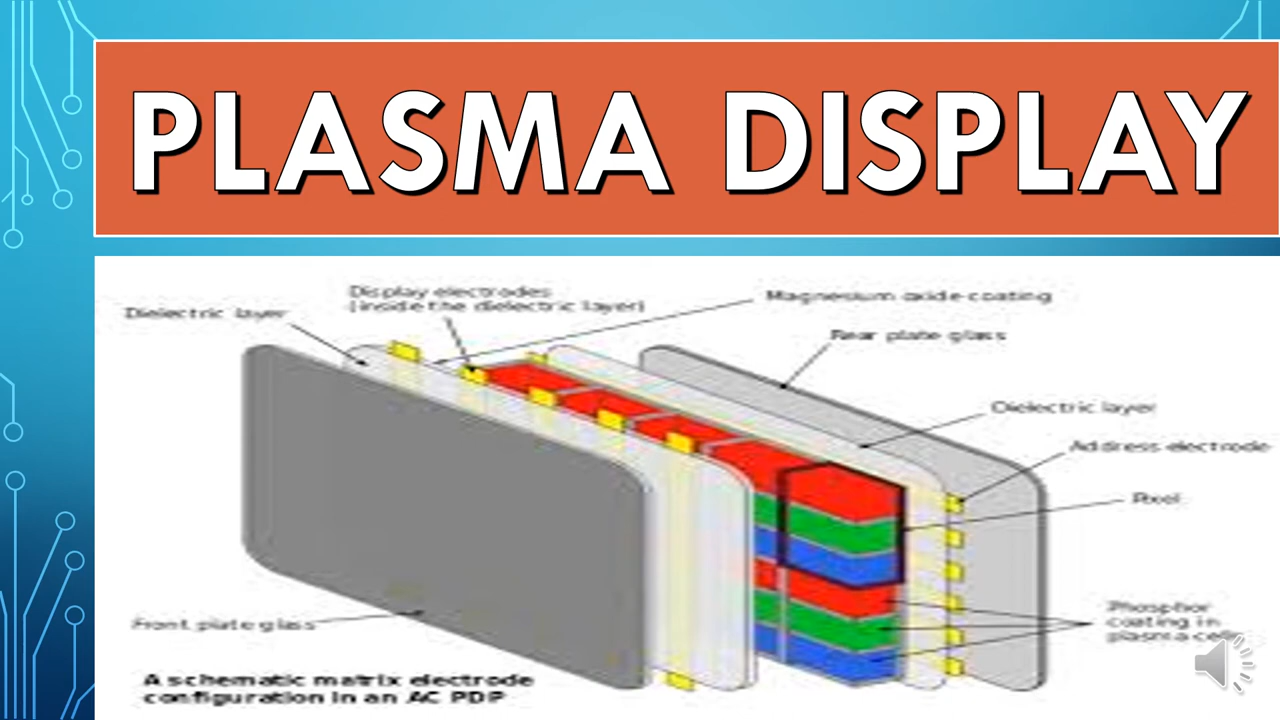 PLASMA DISPLAY
Display electrodes
(inside the dielectric layer)
Magnesium oxide coating
Dielectric layer
Rear plate glass
Dielectric layer
Address electrode
Pixel
Phosphor
coating in
plasma
Front plate glass
A schematic matrix electrode
configuration in an AC PDP